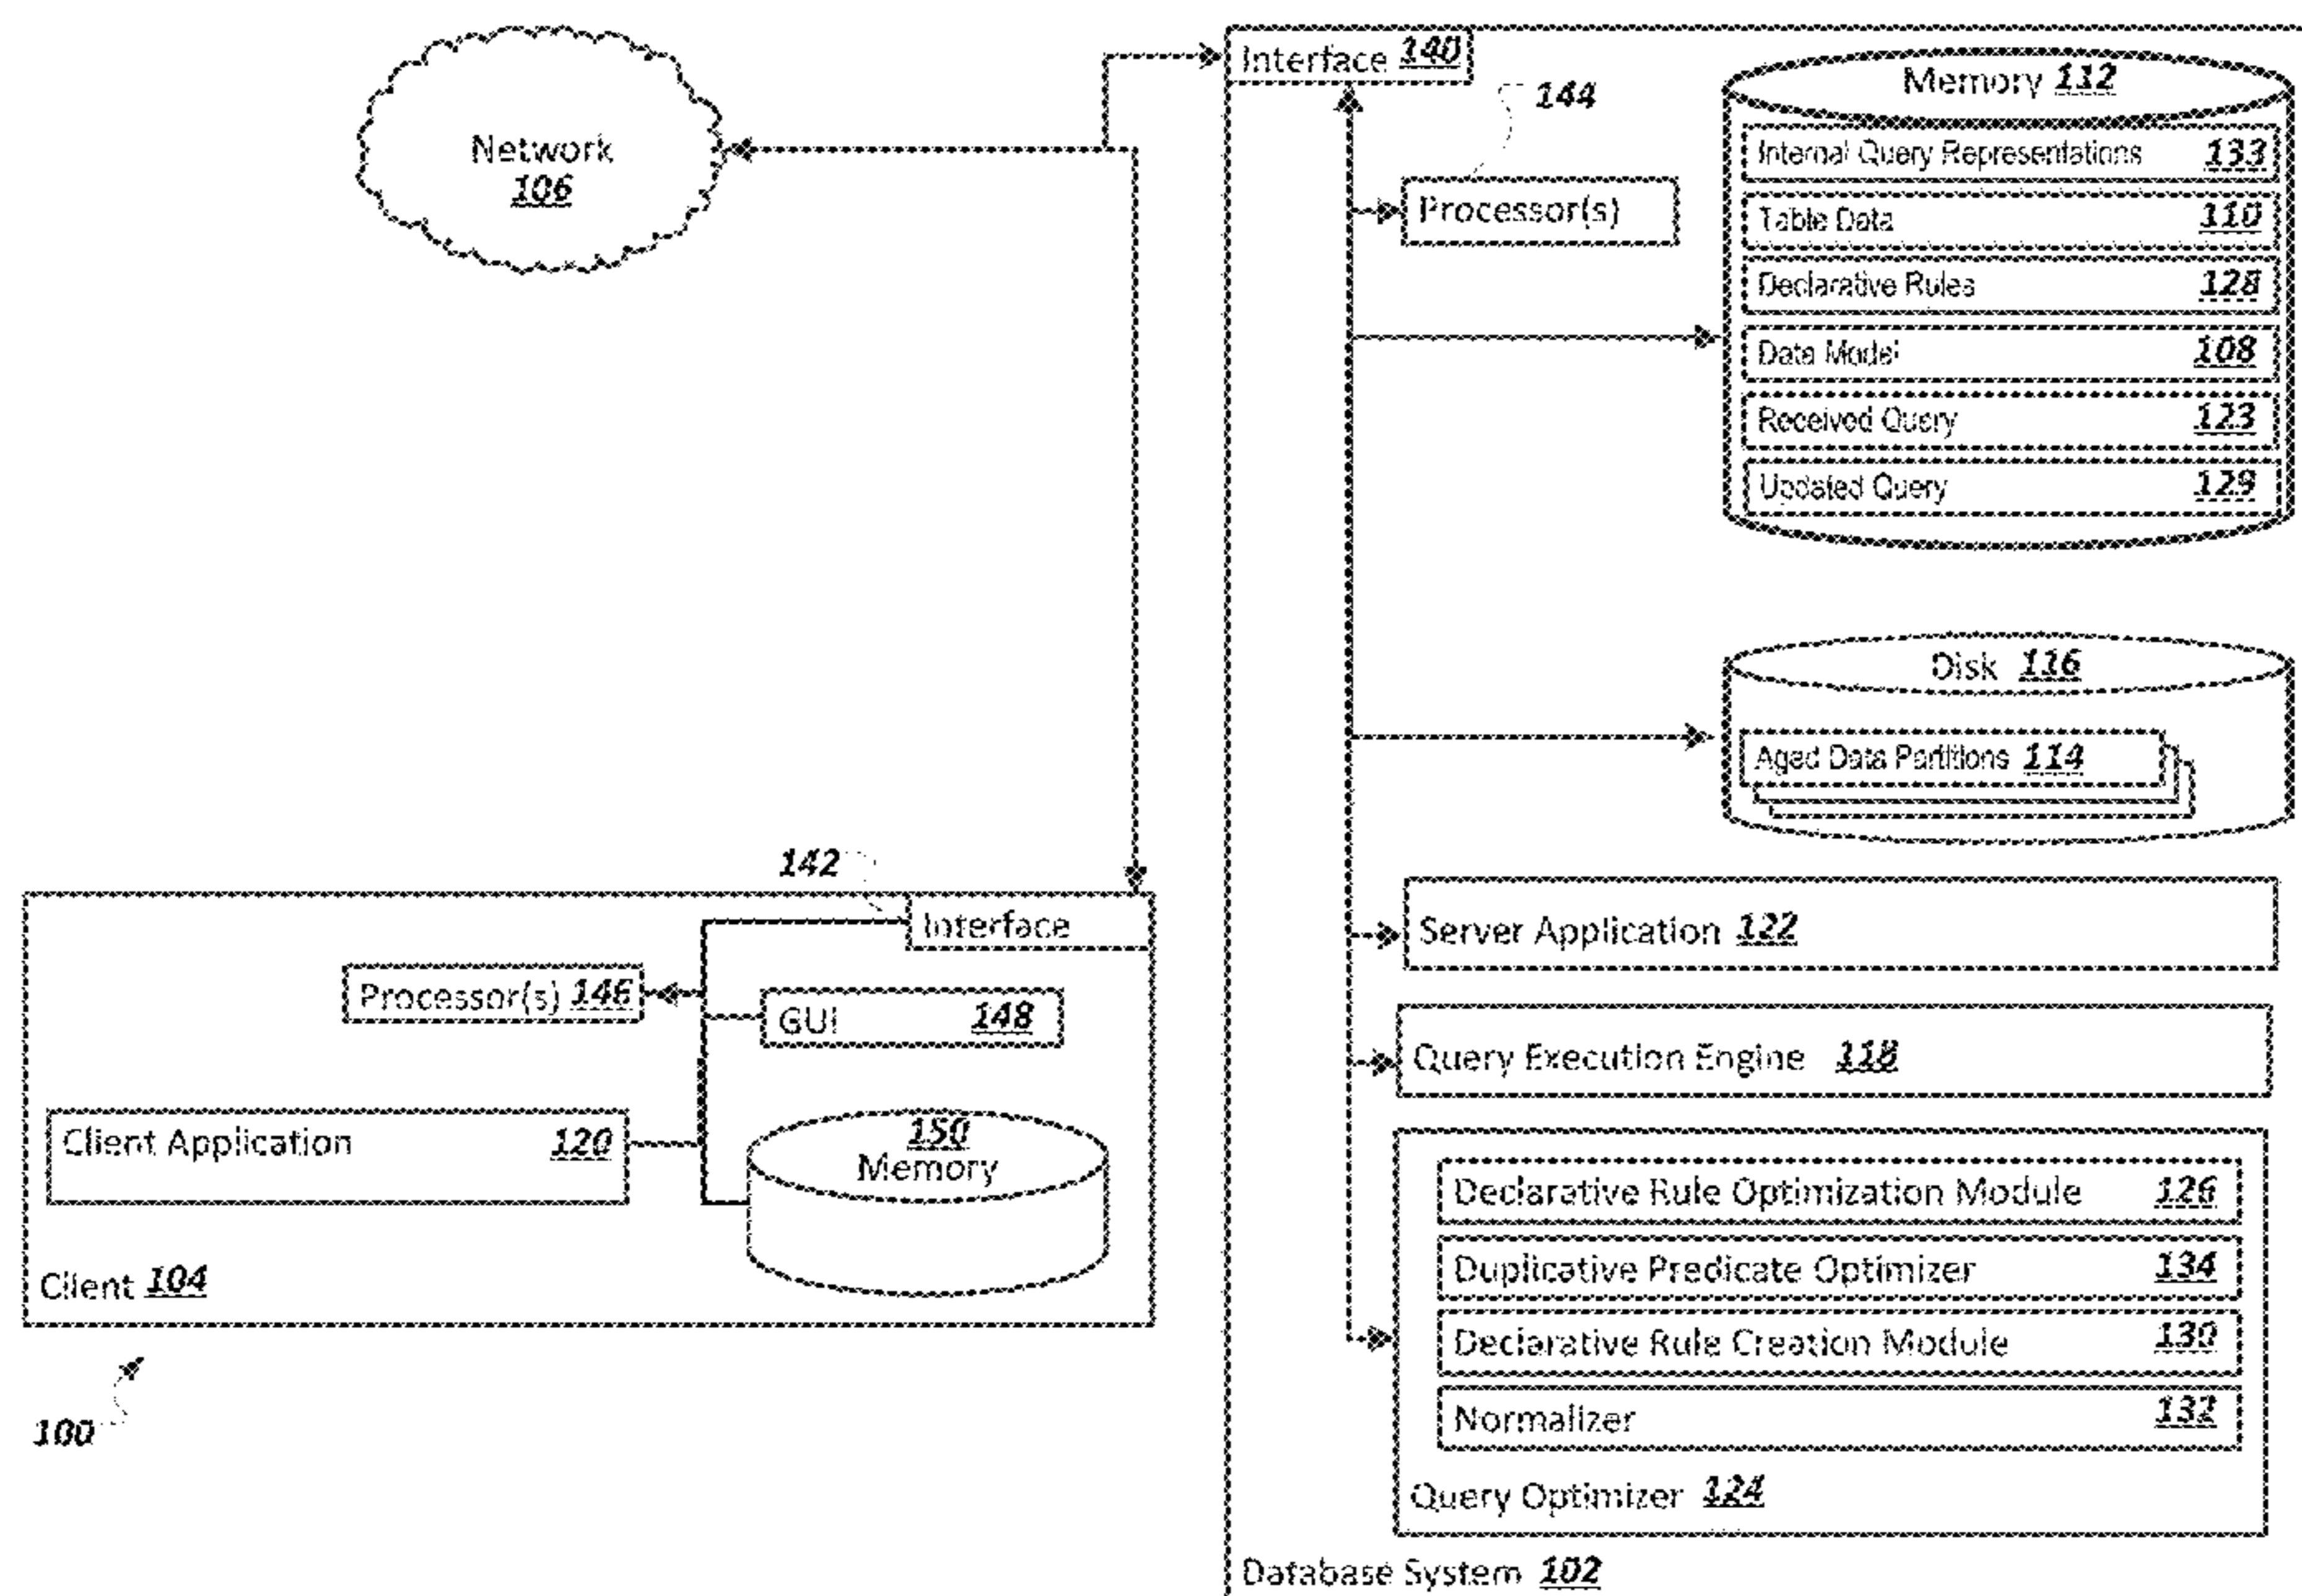 Network
106
Interface 140
144
Processor(s)
Memory 112
Internal Query Representations 133
Table Data 110
Declarative Rules 128
Data Model 108
Received Query 123
Updated Query 129
Disk 116
Aged Data Partitions 114
142
Interface
Processor(s) 146
GUI 148
Client Application 120
150
Memory
Client 104
100
Server Application 122
Query Execution Engine 118
Declarative Rule Optimization Module 126
Duplicative Predicate Optimizer 134
Declarative Rule Creation Module 130
Normalizer 132
Query Optimizer 124
Database System 102